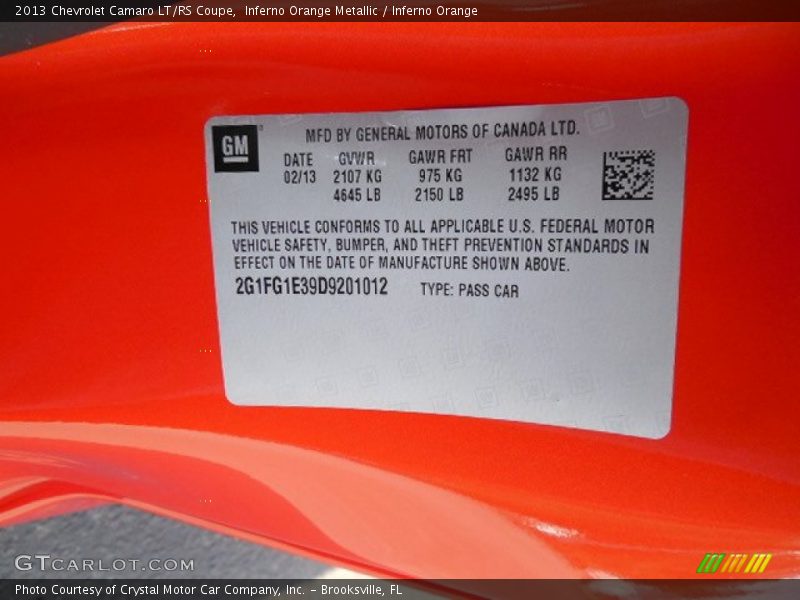 2013 Chevrolet Camaro LT/RS Coupe, Inferno Orange Metallic / Inferno Orange
GM
MFD BY GENERAL MOTORS OF CANADA LTD.
DATE GVWR GAWR FRT GAWR RR
02/13 2107 KG 975 KG 1132 KG
4645 LB 2150 LB 2495 LB
THIS VEHICLE CONFORMS TO ALL APPLICABLE U.S. FEDERAL MOTOR
VEHICLE SAFETY, BUMPER, AND THEFT PREVENTION STANDARDS IN
EFFECT ON THE DATE OF MANUFACTURE SHOWN ABOVE.
2G1FG1E39D9201012 TYPE: PASS CAR
GTCARLOT.COM
Photo Courtesy of Crystal Motor Car Company, Inc. - Brooksville, FL